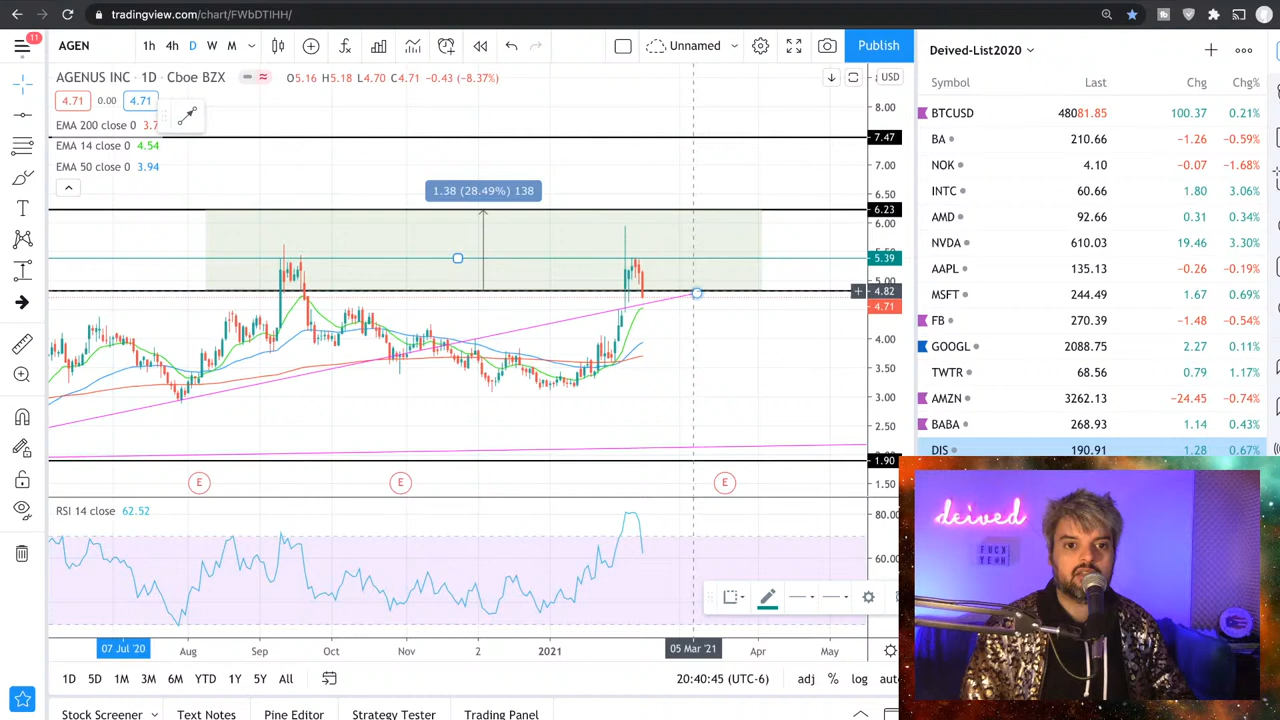 tradingview.com/chart/FWbDTIHH/
11
AGEN
1h 4h D W M
Unnamed
Publish
Deived-List2020
AGENUS INC · 1D · Cboe BZX
O5.16 H5.18 L4.70 C4.71 −0.43 (−8.37%)
USD
4.71 0.00 4.71
EMA 200 close 0
EMA 14 close 0
EMA 50 close 0 3.94
1.38 (28.49%) 138
8.00
7.47
7.00
6.50
6.23
6.00
5.39
5.00
4.82
4.71
4.00
3.50
3.00
2.50
1.90
1.50
E E E
RSI 14 close 62.52
80.00
60.00
07 Jul '20 Aug Sep Oct Nov 2 2021 05 Mar '21 Apr May
1D 5D 1M 3M 6M YTD 1Y 5Y All
20:40:45 (UTC-6) adj % log
Stock Screener Text Notes Pine Editor Strategy Tester Trading Panel
Symbol Last Chg Chg%
BTCUSD 48081.85 100.37 0.21%
BA 210.66 −1.26 −0.59%
NOK 4.10 −0.07 −1.68%
INTC 60.66 1.80 3.06%
AMD 92.66 0.31 0.34%
NVDA 610.03 19.46 3.30%
AAPL 135.13 −0.26 −0.19%
MSFT 244.49 1.67 0.69%
FB 270.39 −1.48 −0.54%
GOOGL 2088.75 2.27 0.11%
TWTR 68.56 0.79 1.17%
AMZN 3262.13 −24.45 −0.74%
BABA 268.93 1.14 0.43%
DIS 190.91 1.28 0.67%
deived
FUCK
YEH